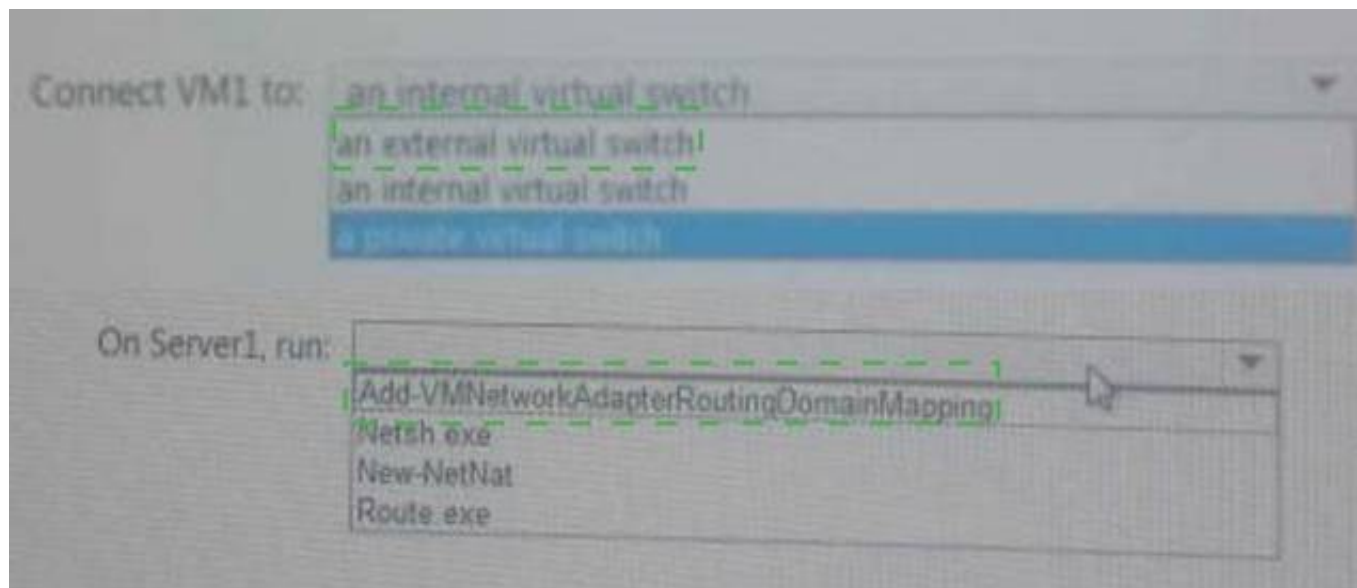 Connect VM1 to: an internal virtual switch
an external virtual switch
an internal virtual switch
a private virtual switch
On Server1, run:
Add-VMNetworkAdapterRoutingDomainMapping
Netsh exe
New-NetNat
Route exe